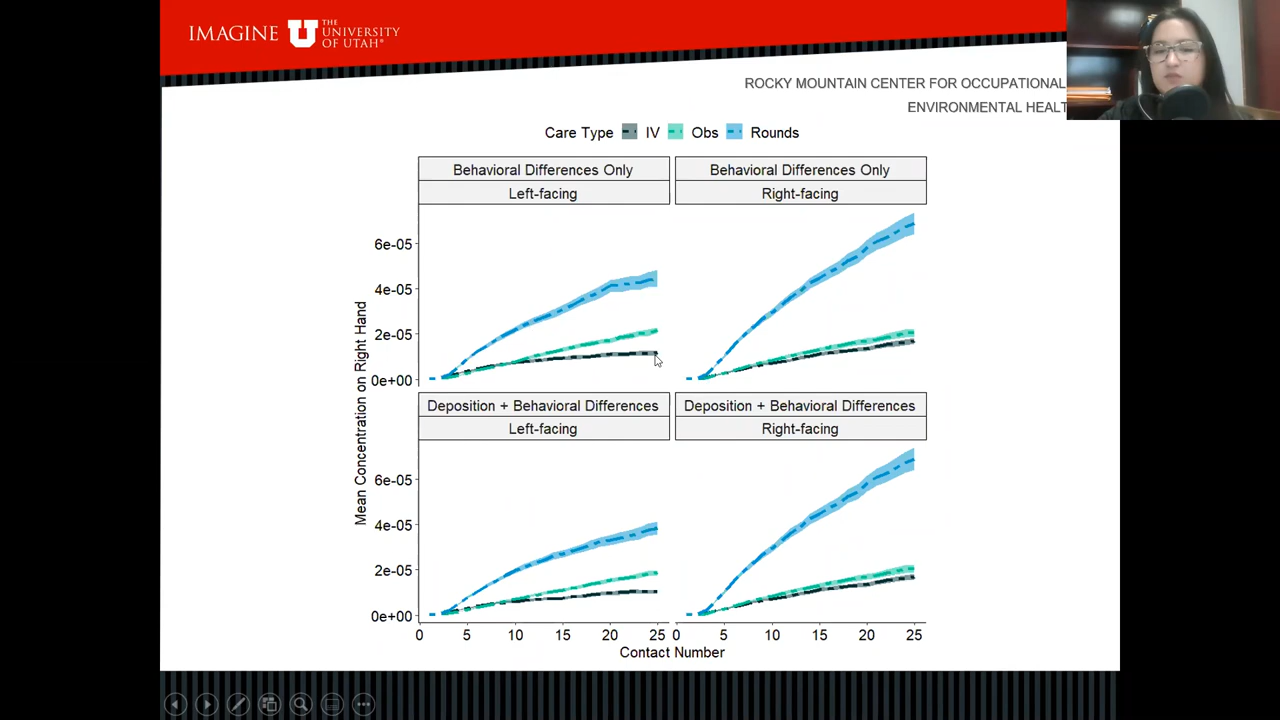 IMAGINE U THE UNIVERSITY OF UTAH®
ROCKY MOUNTAIN CENTER FOR OCCUPATIONAL
ENVIRONMENTAL HEALT
Care Type IV Obs Rounds
Behavioral Differences Only Behavioral Differences Only
Left-facing Right-facing
6e-05
4e-05
2e-05
0e+00
Mean Concentration on Right Hand
Deposition + Behavioral Differences Deposition + Behavioral Differences
Left-facing Right-facing
6e-05
4e-05
2e-05
0e+00
0 5 10 15 20 25 0 5 10 15 20 25
Contact Number